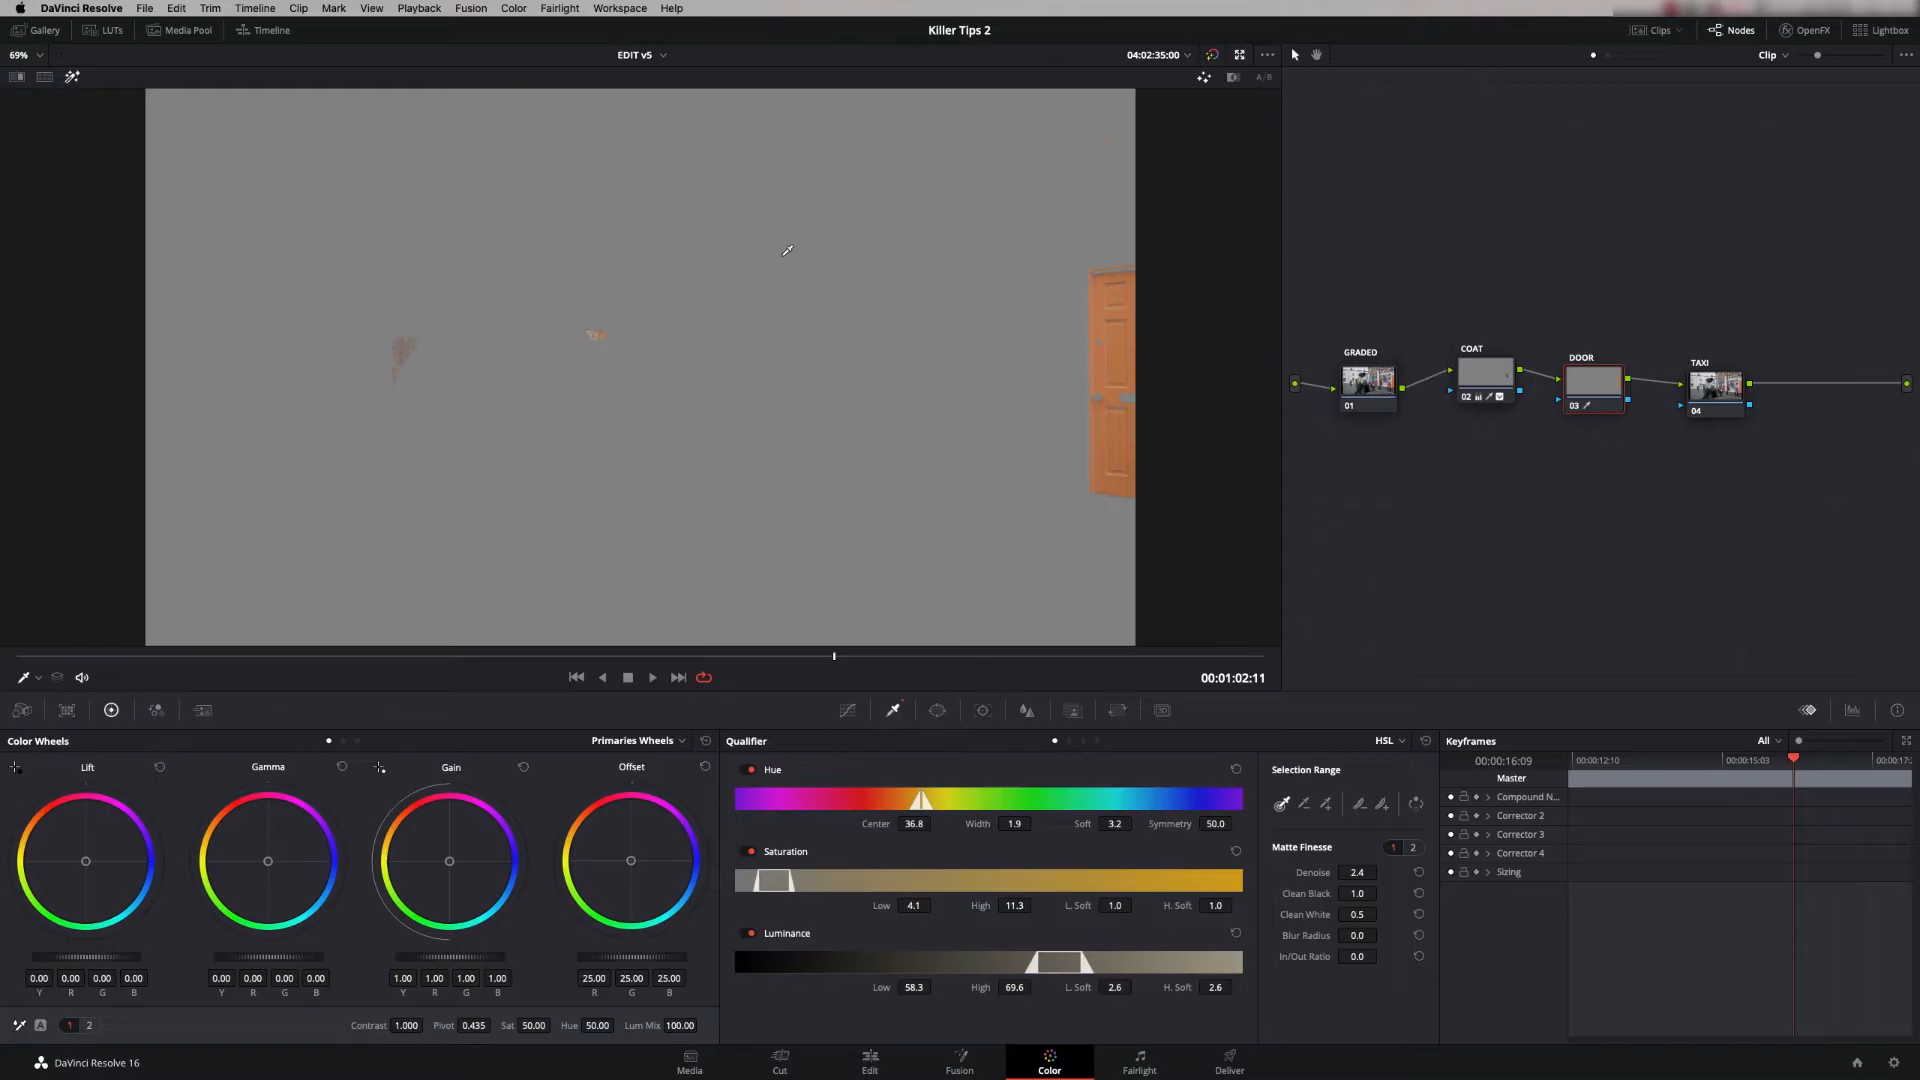 DaVinci Resolve File Edit Trim Timeline Clip Mark View Playback Fusion Color Fairlight Workspace Help
Gallery LUTs Media Pool Timeline Killer Tips 2 Clips Nodes OpenFX Lightbox
69% EDIT v5 04:02:35:00 Clip
A/B
GRADED COAT DOOR TAXI
01 02 03 04
00:01:02:11
Color Wheels Primaries Wheels Qualifier HSL Keyframes All
Lift Gamma Gain Offset Hue Selection Range 00:00:16:09 00:00:12:10 00:00:15:03
Master
Compound N...
Center 36.8 Width 1.9 Soft 3.2 Symmetry 50.0 Corrector 2
Corrector 3
Saturation Matte Finesse 1 2 Corrector 4
Denoise 2.4 Sizing
Clean Black 1.0
Low 4.1 High 11.3 L. Soft 1.0 H. Soft 1.0 Clean White 0.5
Luminance Blur Radius 0.0
In/Out Ratio 0.0
0.00 0.00 0.00 0.00 0.00 0.00 0.00 0.00 1.00 1.00 1.00 1.00 25.00 25.00 25.00 Low 58.3 High 69.6 L. Soft 2.6 H. Soft 2.6
Y R G B Y R G B Y R G B R G B
A 1 2 Contrast 1.000 Pivot 0.435 Sat 50.00 Hue 50.00 Lum Mix 100.00
DaVinci Resolve 16 Media Cut Edit Fusion Color Fairlight Deliver